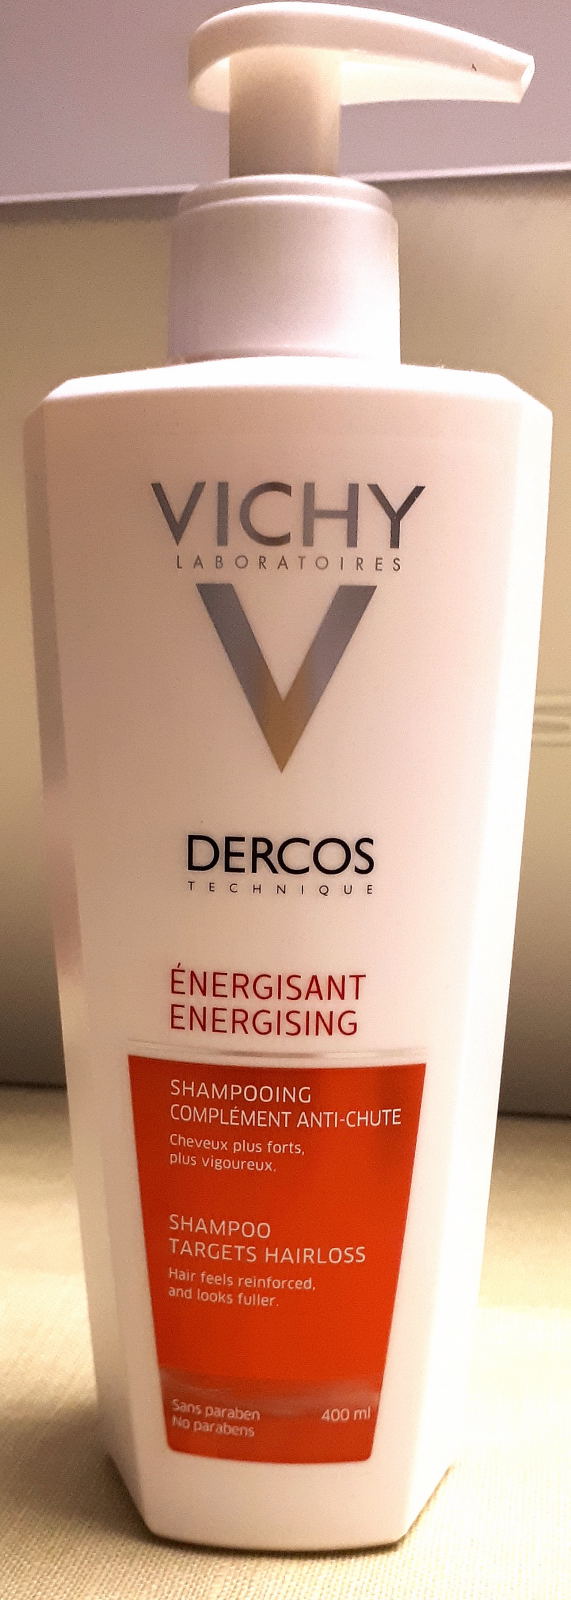 VICHY
LABORATOIRES
V
DERCOS
TECHNIQUE
ÉNERGISANT
ENERGISING
SHAMPOOING
COMPLÉMENT ANTI-CHUTE
Cheveux plus forts,
plus vigoureux.
SHAMPOO
TARGETS HAIRLOSS
Hair feels reinforced,
and looks fuller.
Sans paraben
No parabens
400 ml